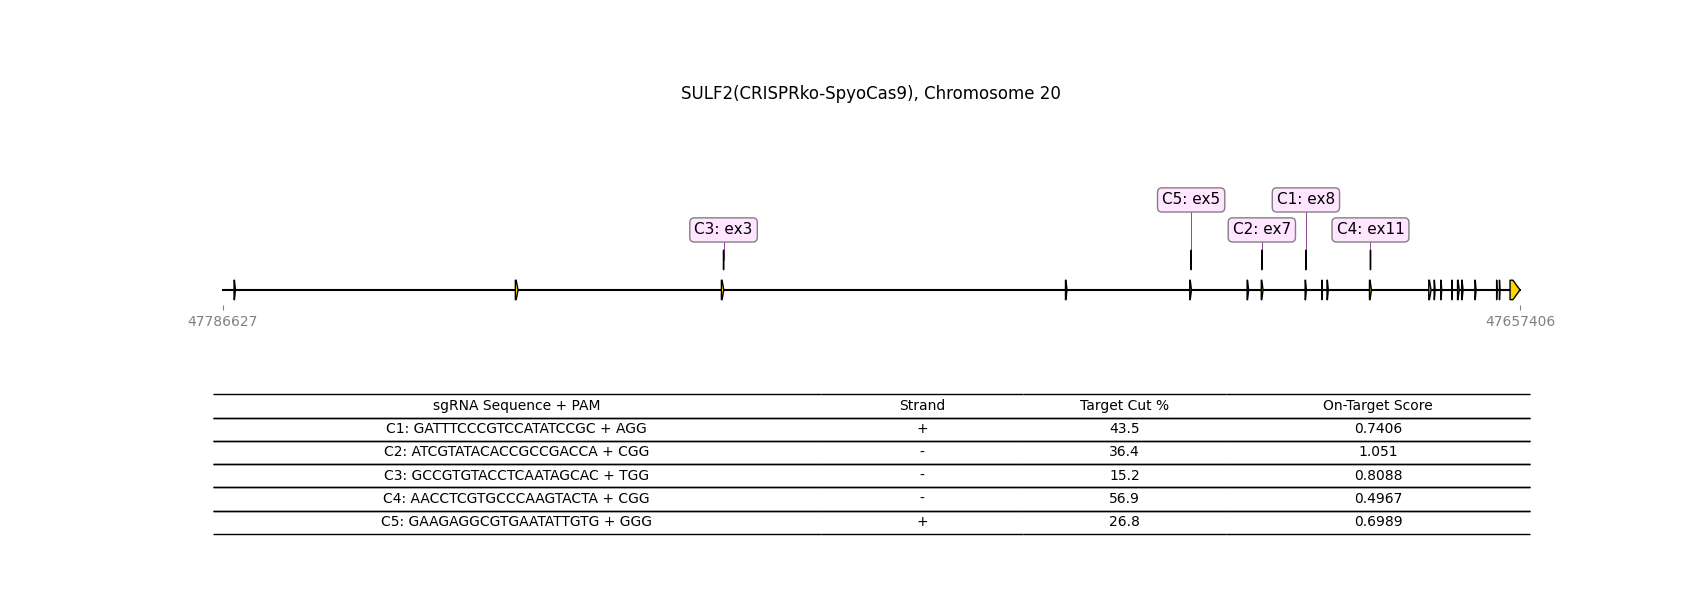 SULF2(CRISPRko-SpyoCas9), Chromosome 20
C5: ex5 C1: ex8
C3: ex3 C2: ex7 C4: ex11
47786627 47657406
sgRNA Sequence + PAM Strand Target Cut % On-Target Score
C1: GATTTCCCGTCCATATCCGC + AGG + 43.5 0.7406
C2: ATCGTATACACCGCCGACCA + CGG - 36.4 1.051
C3: GCCGTGTACCTCAATAGCAC + TGG - 15.2 0.8088
C4: AACCTCGTGCCCAAGTACTA + CGG - 56.9 0.4967
C5: GAAGAGGCGTGAATATTGTG + GGG + 26.8 0.6989